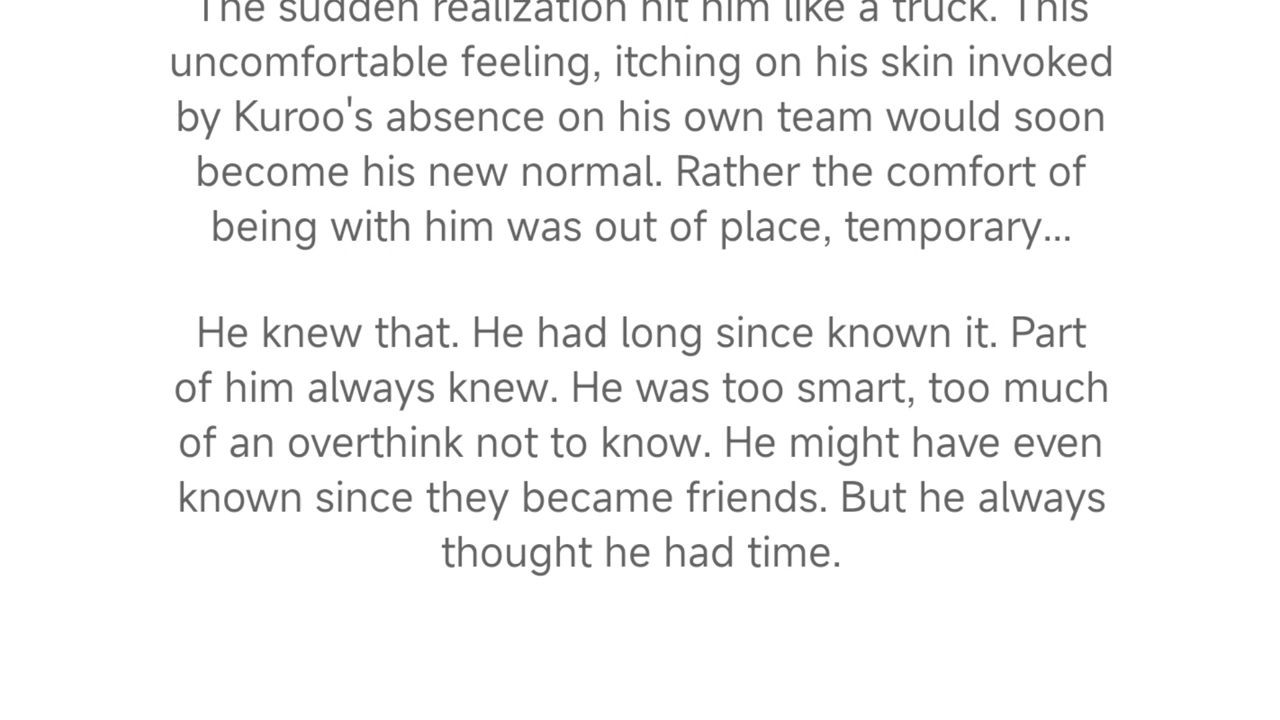 The sudden realization hit him like a truck. This
uncomfortable feeling, itching on his skin invoked
by Kuroo's absence on his own team would soon
become his new normal. Rather the comfort of
being with him was out of place, temporary...
He knew that. He had long since known it. Part
of him always knew. He was too smart, too much
of an overthink not to know. He might have even
known since they became friends. But he always
thought he had time.